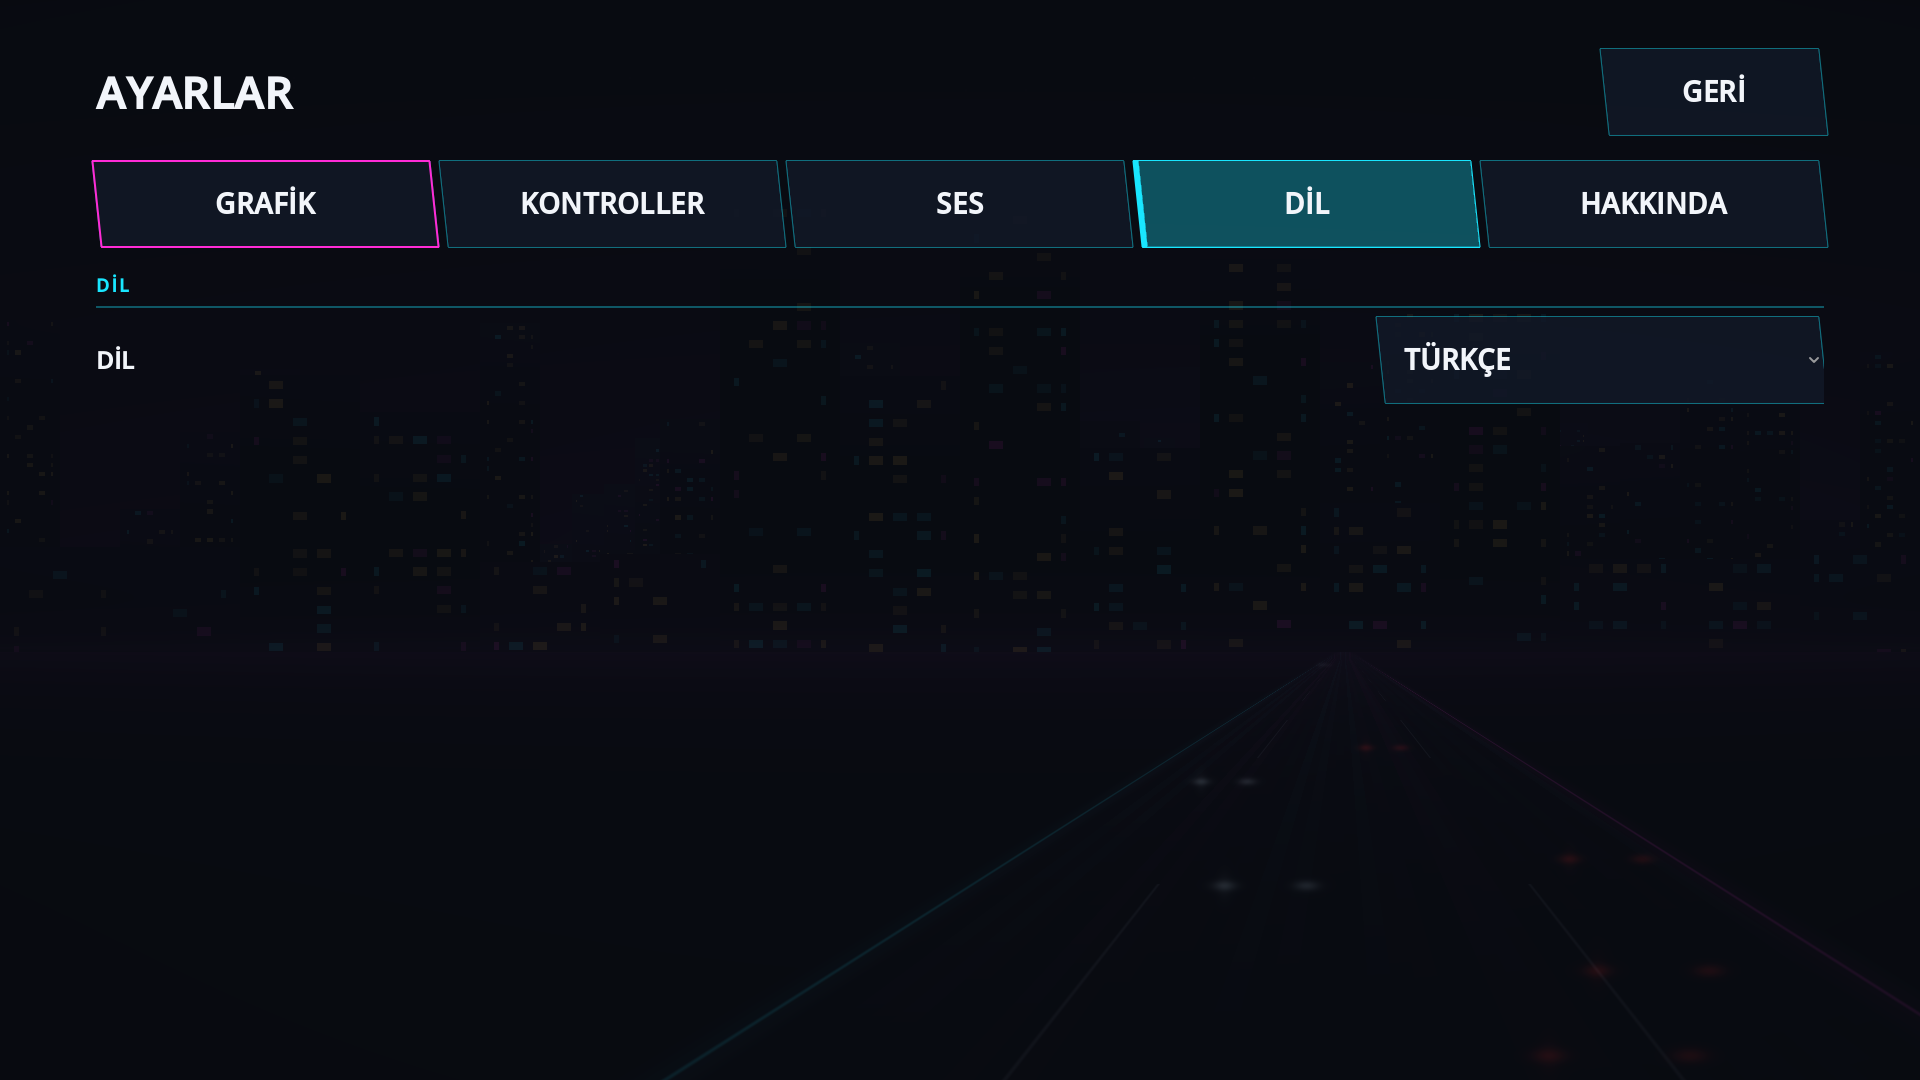 AYARLAR
GERİ
GRAFİK
KONTROLLER
SES
DİL
HAKKINDA
DİL
DİL
TÜRKÇE